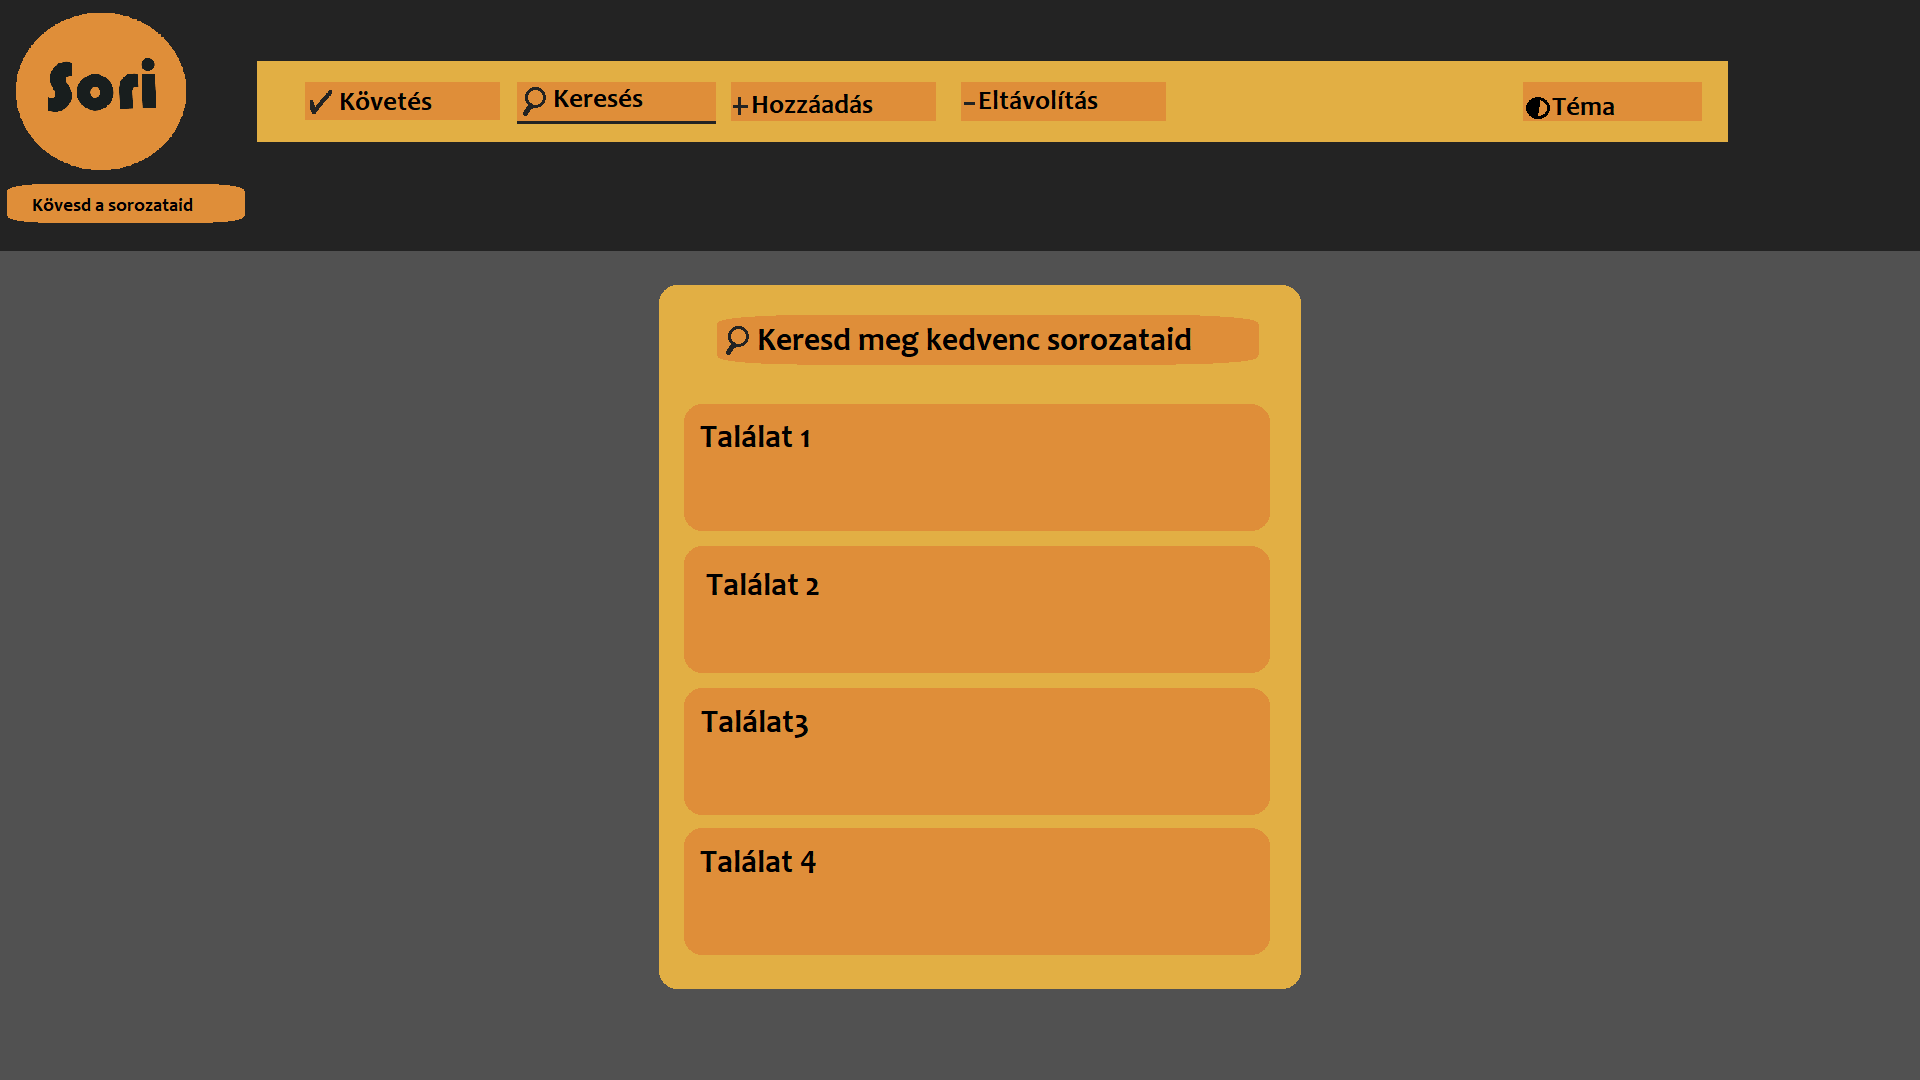 Sori
Kövesd a sorozataid
Követés
Keresés
+Hozzáadás
-Eltávolítás
Téma
Keresd meg kedvenc sorozataid
Találat 1
Találat 2
Találat3
Találat 4